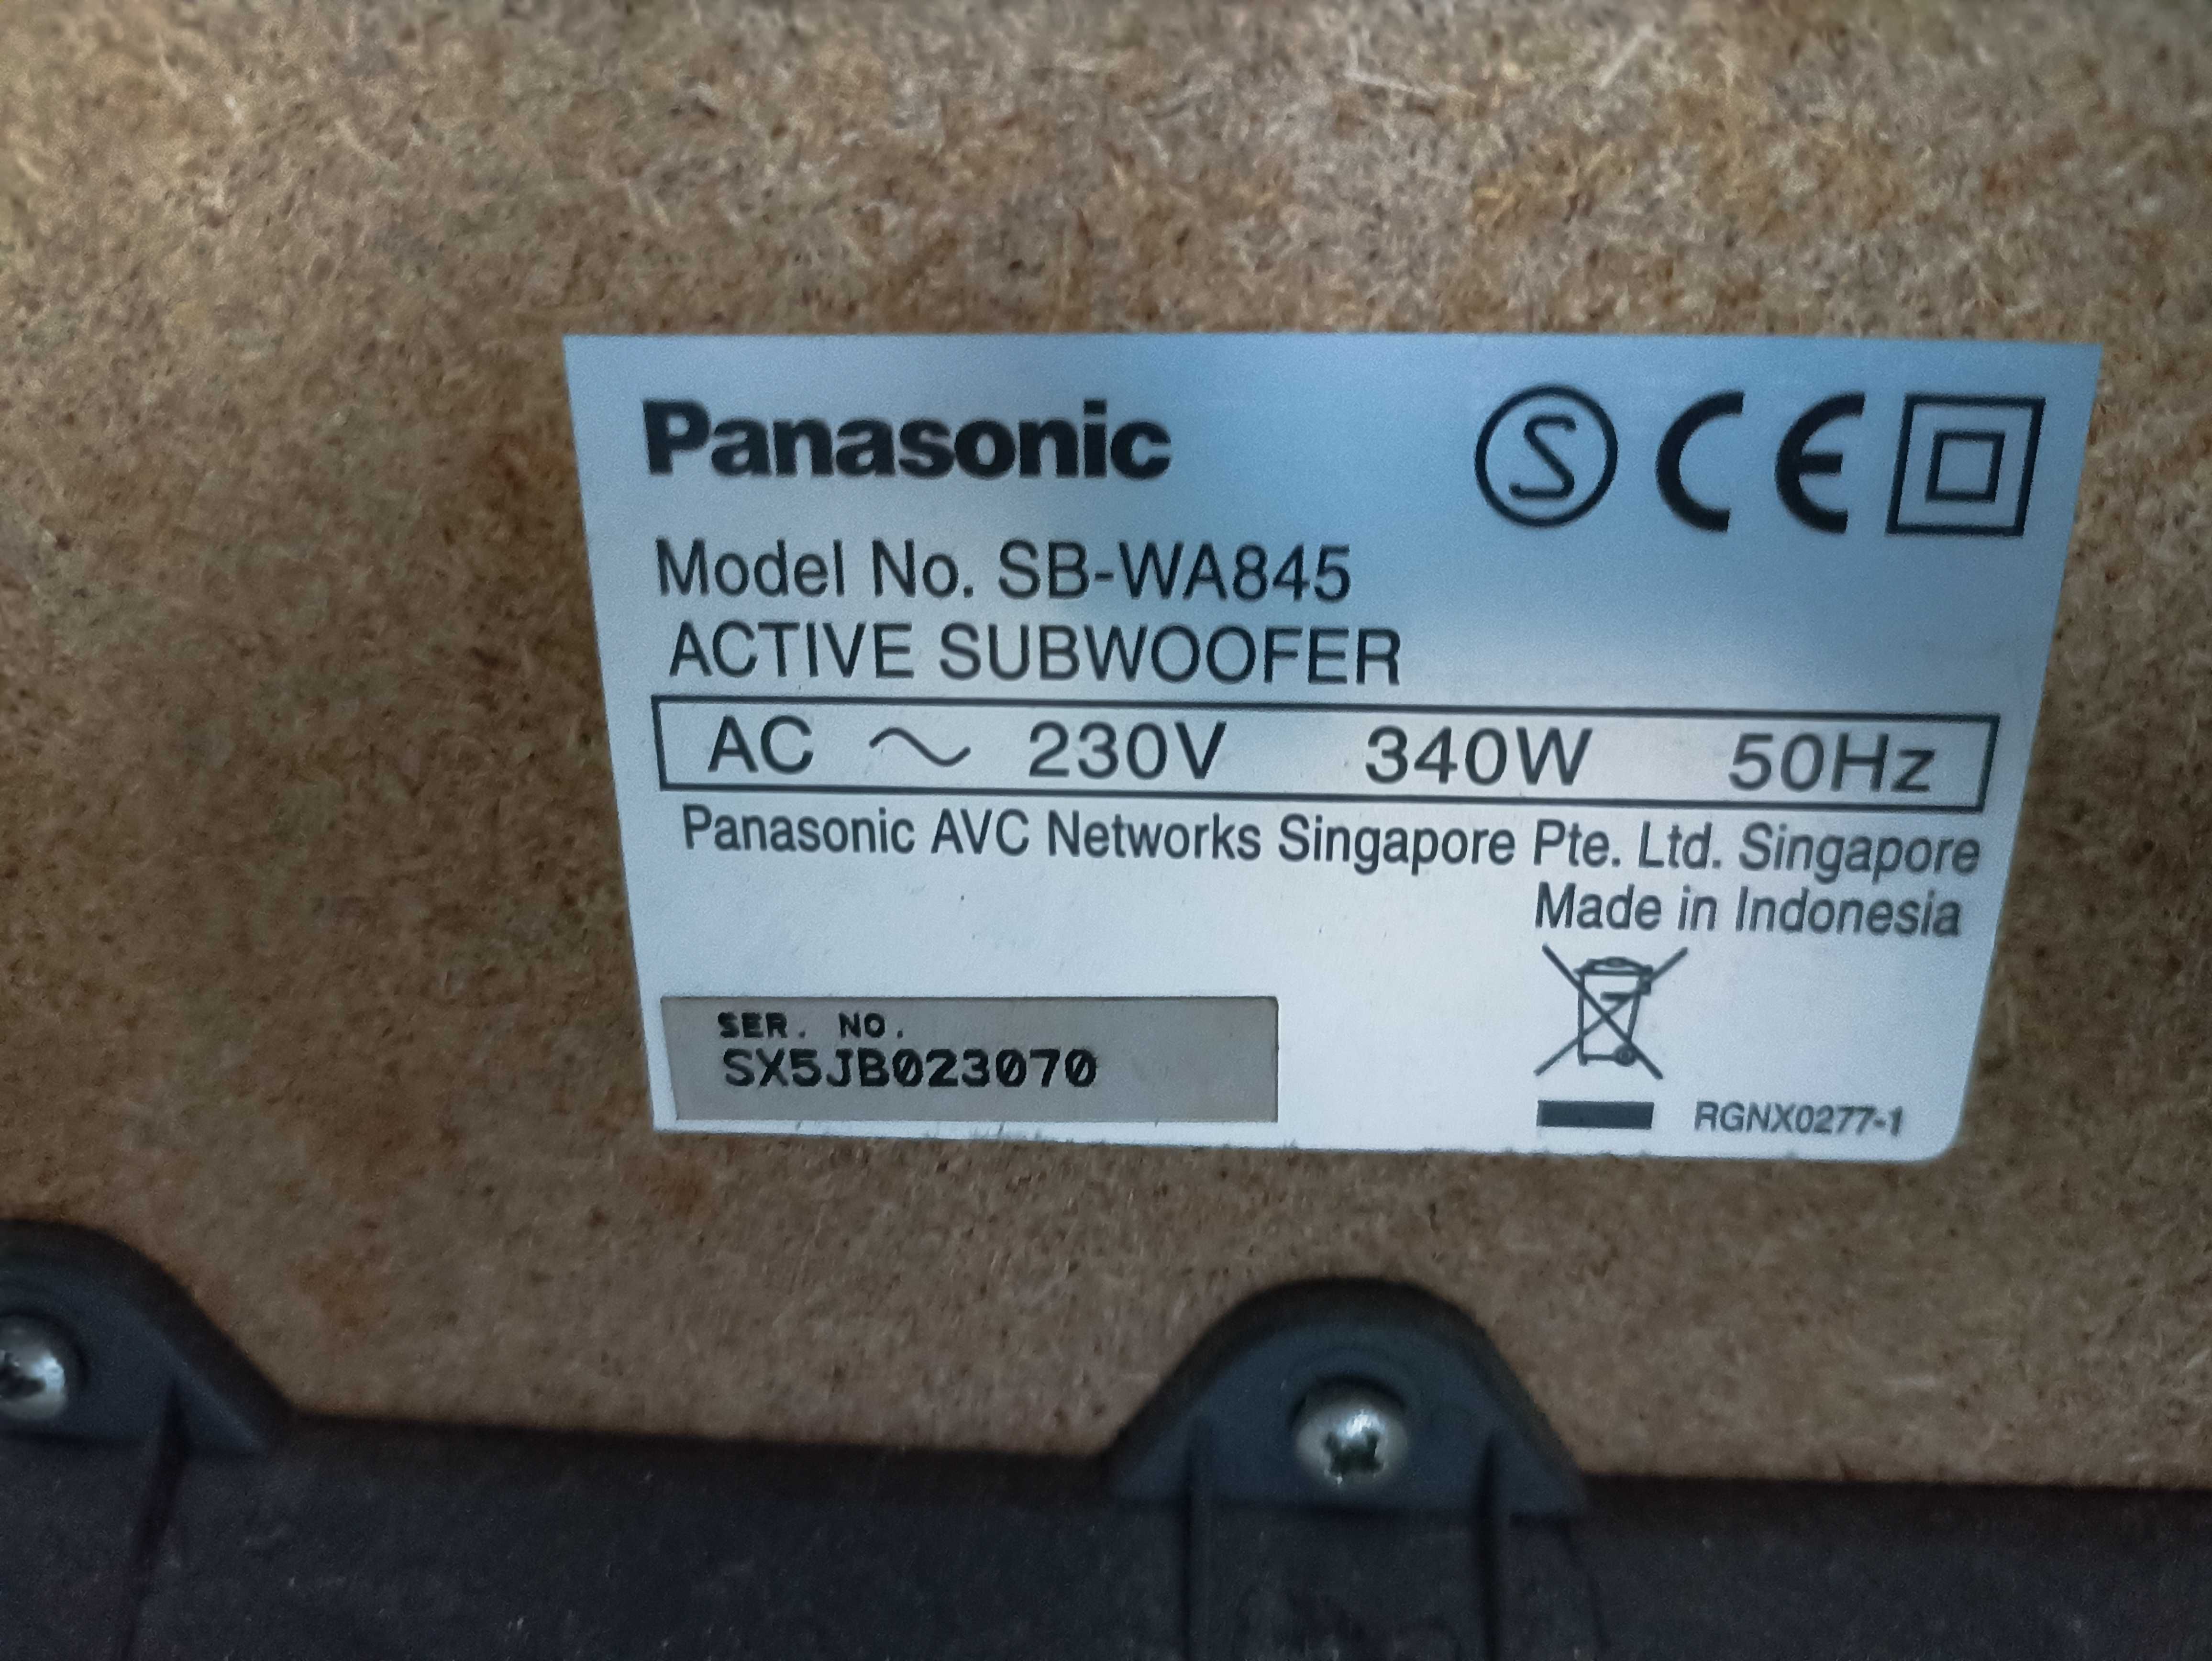 Panasonic
S CE
Model No. SB-WA845
ACTIVE SUBWOOFER
AC ~ 230V 340W 50Hz
Panasonic AVC Networks Singapore Pte. Ltd. Singapore
Made in Indonesia
SER. NO.
SX5JB023070
RGNX0277-1